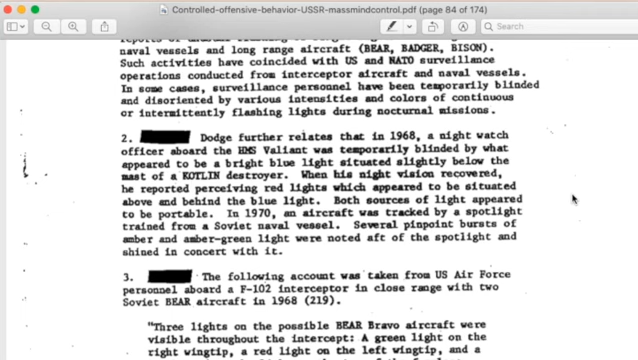 Controlled-offensive-behavior-USSR-massmindcontrol.pdf (page 84 of 174)
Search
naval vessels and long range aircraft (BEAR, BADGER, BISON).
Such activities have coincided with US and NATO surveillance
operations conducted from interceptor aircraft and naval vessels.
In some cases, surveillance personnel have been temporarily blinded
and disoriented by various intensities and colors of continuous
or intermittently flashing lights during nocturnal missions.
2. Dodge further relates that in 1968, a night watch
officer aboard the HMS Valiant was temporarily blinded by what
appeared to be a bright blue light situated slightly below the
mast of a KOTLIN destroyer. When his night vision recovered,
he reported perceiving red lights which appeared to be situated
above and behind the blue light. Both sources of light appeared
to be portable. In 1970, an aircraft was tracked by a spotlight
trained from a Soviet naval vessel. Several pinpoint bursts of
amber and amber-green light were noted aft of the spotlight and
shined in concert with it.
3. The following account was taken from US Air Force
personnel aboard a F-102 interceptor in close range with two
Soviet BEAR aircraft in 1968 (219).
"Three lights on the possible BEAR Bravo aircraft were
visible throughout the intercept: A green light on the
right wingtip, a red light on the left wingtip, and a